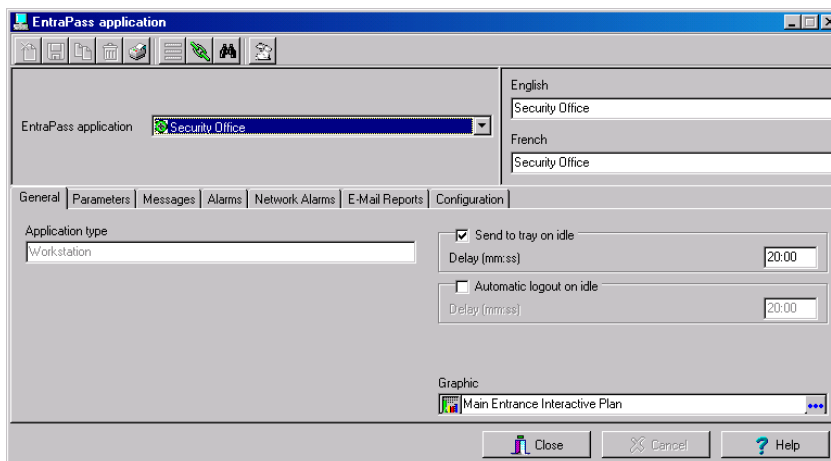 EntraPass application
English
Security Office
EntraPass application
Security Office
French
Security Office
General
Parameters
Messages
Alarms
Network Alarms
E-Mail Reports
Configuration
Application type
Workstation
Send to tray on idle
Delay (mm:ss)
20:00
Automatic logout on idle
Delay (mm:ss)
20:00
Graphic
Main Entrance Interactive Plan
Close
Cancel
Help